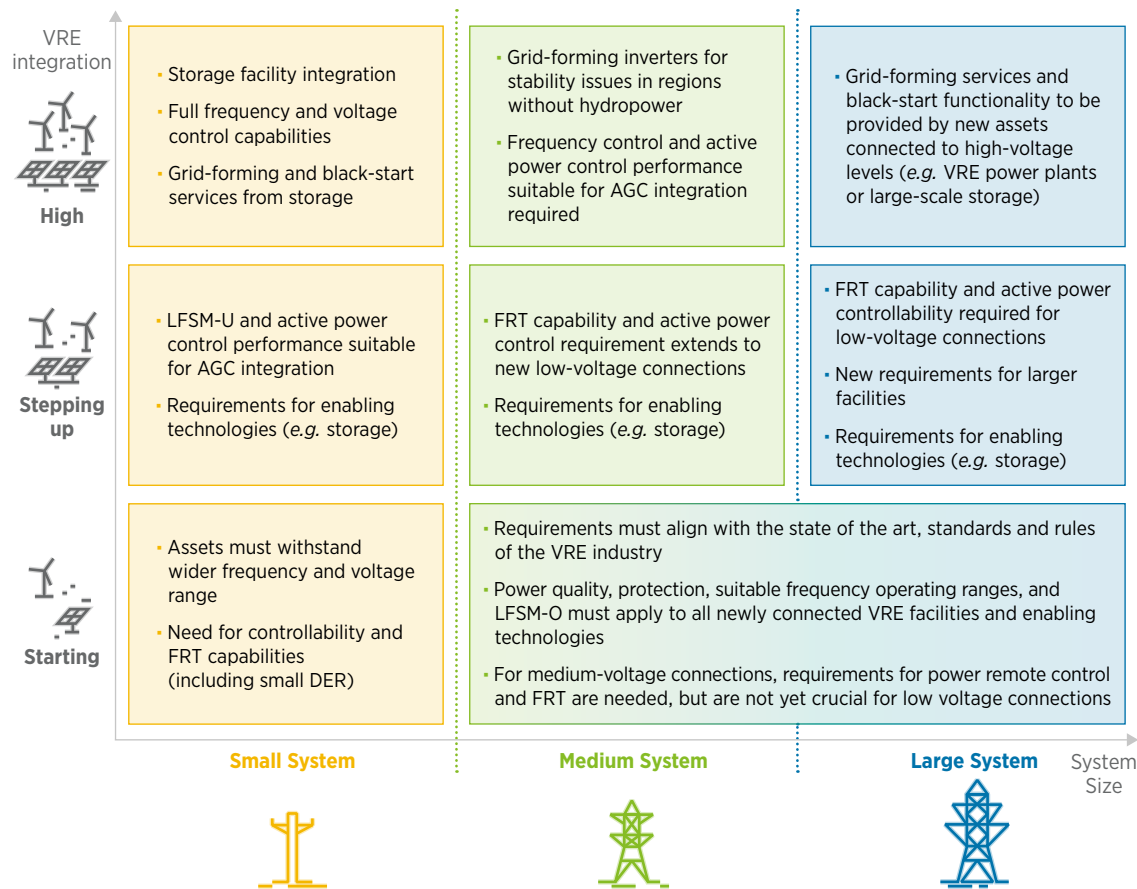 VRE
integration
High
▪ Storage facility integration
▪ Full frequency and voltage
control capabilities
▪ Grid-forming and black-start
services from storage
▪ Grid-forming inverters for
stability issues in regions
without hydropower
▪ Frequency control and active
power control performance
suitable for AGC integration
required
▪ Grid-forming services and
black-start functionality to be
provided by new assets
connected to high-voltage
levels (e.g. VRE power plants
or large-scale storage)
Stepping
up
▪ LFSM-U and active power
control performance suitable
for AGC integration
▪ Requirements for enabling
technologies (e.g. storage)
▪ FRT capability and active power
control requirement extends to
new low-voltage connections
▪ Requirements for enabling
technologies (e.g. storage)
▪ FRT capability and active power
controllability required for
low-voltage connections
▪ New requirements for larger
facilities
▪ Requirements for enabling
technologies (e.g. storage)
Starting
▪ Assets must withstand
wider frequency and voltage
range
▪ Need for controllability and
FRT capabilities
(including small DER)
▪ Requirements must align with the state of the art, standards and rules
of the VRE industry
▪ Power quality, protection, suitable frequency operating ranges, and
LFSM-O must apply to all newly connected VRE facilities and enabling
technologies
▪ For medium-voltage connections, requirements for power remote control
and FRT are needed, but are not yet crucial for low voltage connections
Small System
Medium System
Large System
System
Size